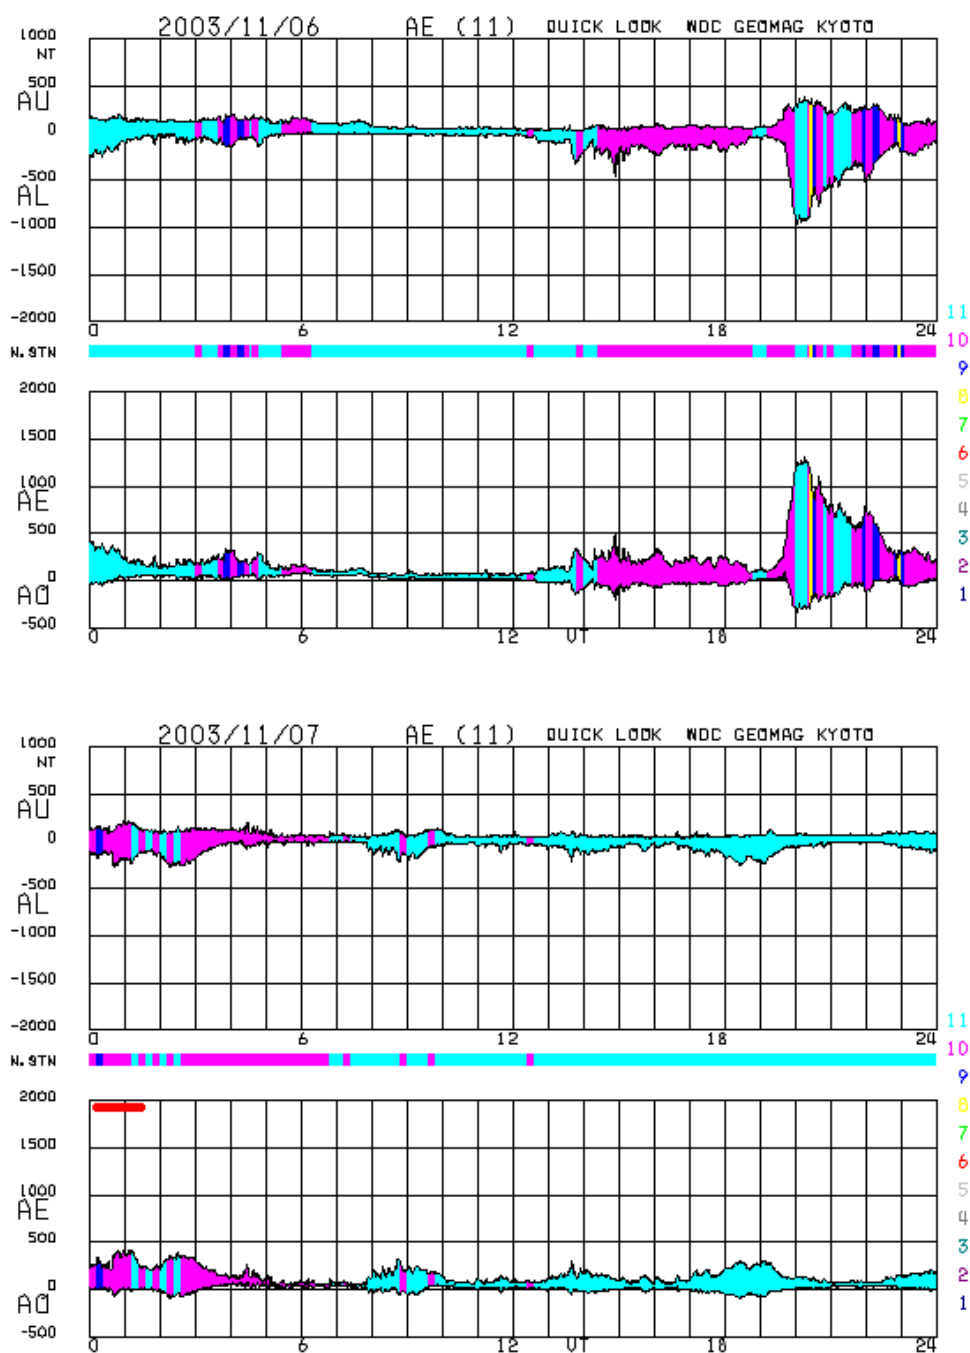 2003/11/06 AE (11) QUICK LOOK WDC GEOMAG KYOTO
1000
NT
500
AU
0
-500
AL
-1000
-1500
-2000
0 6 12 18 24
N.STN
11
10
9
8
7
6
5
4
3
2
1
2000
1500
1000
AE
500
0
AO
-500
0 6 12 UT 18 24
2003/11/07 AE (11) QUICK LOOK WDC GEOMAG KYOTO
1000
NT
500
AU
0
-500
AL
-1000
-1500
-2000
0 6 12 18 24
N.STN
11
10
9
8
7
6
5
4
3
2
1
2000
1500
1000
AE
500
0
AO
-500
0 6 12 UT 18 24